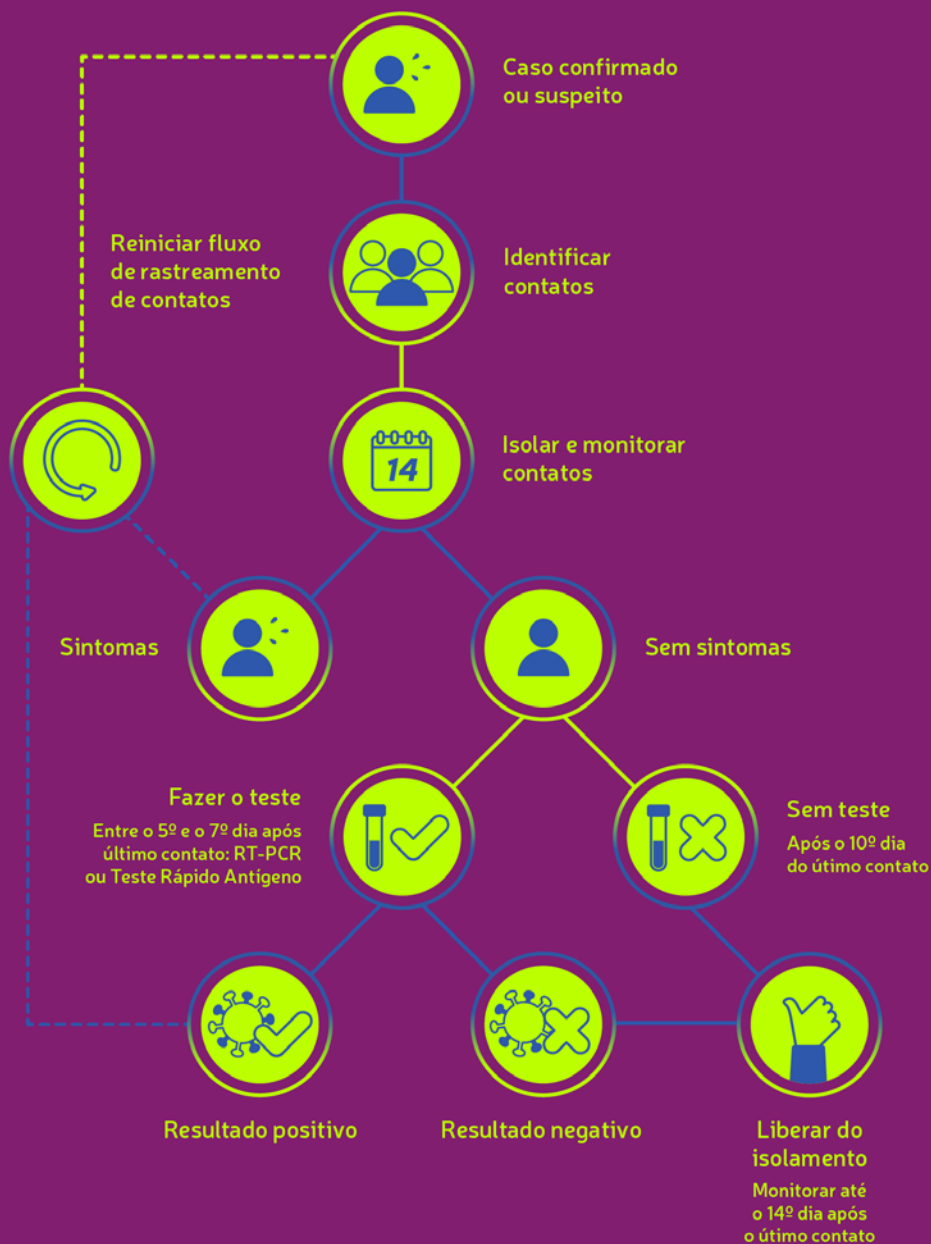 Caso confirmado
ou suspeito
Reiniciar fluxo
de rastreamento
de contatos
Identificar
contatos
14
Isolar e monitorar
contatos
Sintomas
Sem sintomas
Fazer o teste
Entre o 5º e o 7º dia após
último contato: RT-PCR
ou Teste Rápido Antígeno
Sem teste
Após o 10º dia
do útimo contato
Resultado positivo
Resultado negativo
Liberar do
isolamento
Monitorar até
o 14º dia após
o útimo contato